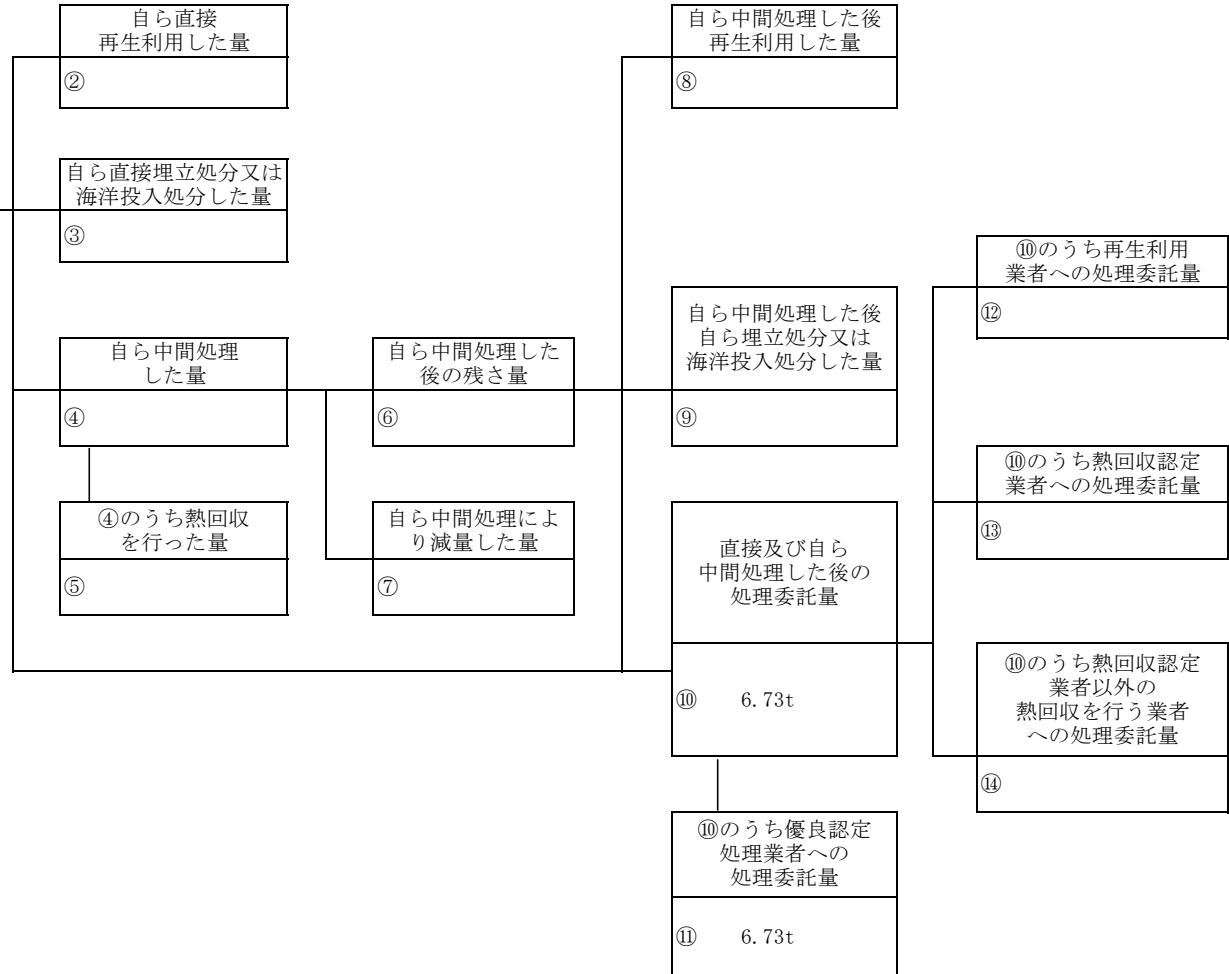 自ら直接
再生利用した量
②
自ら直接埋立処分又は
海洋投入処分した量
③
自ら中間処理
した量
④
④のうち熱回収
を行った量
⑤
自ら中間処理した
後の残さ量
⑥
自ら中間処理によ
り減量した量
⑦
自ら中間処理した後
再生利用した量
⑧
自ら中間処理した後
自ら埋立処分又は
海洋投入処分した量
⑨
直接及び自ら
中間処理した後の
処理委託量
⑩ 6.73t
⑩のうち優良認定
処理業者への
処理委託量
⑪ 6.73t
⑩のうち再生利用
業者への処理委託量
⑫
⑩のうち熱回収認定
業者への処理委託量
⑬
⑩のうち熱回収認定
業者以外の
熱回収を行う業者
への処理委託量
⑭